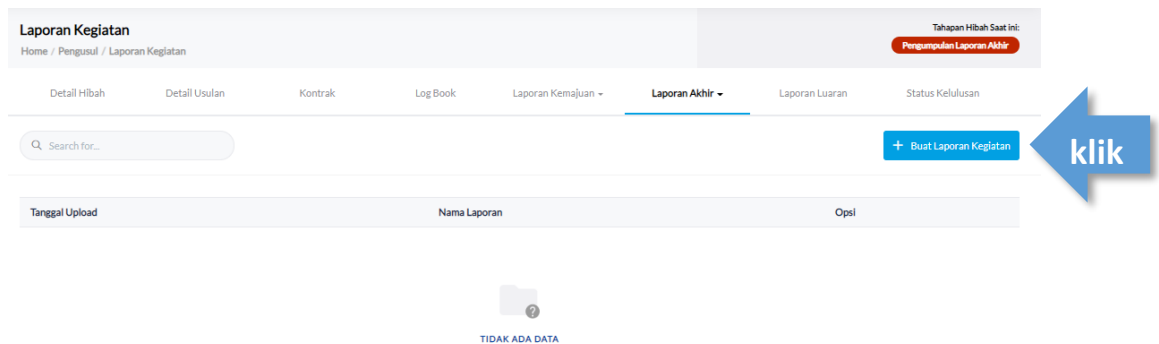 Laporan Kegiatan
Home / Pengusul / Laporan Kegiatan
Tahapan Hibah Saat ini:
Pengumpulan Laporan Akhir
Detail Hibah Detail Usulan Kontrak Log Book Laporan Kemajuan Laporan Akhir Laporan Luaran Status Kelulusan
Search for...
+ Buat Laporan Kegiatan
klik
Tanggal Upload Nama Laporan Opsi
?
TIDAK ADA DATA